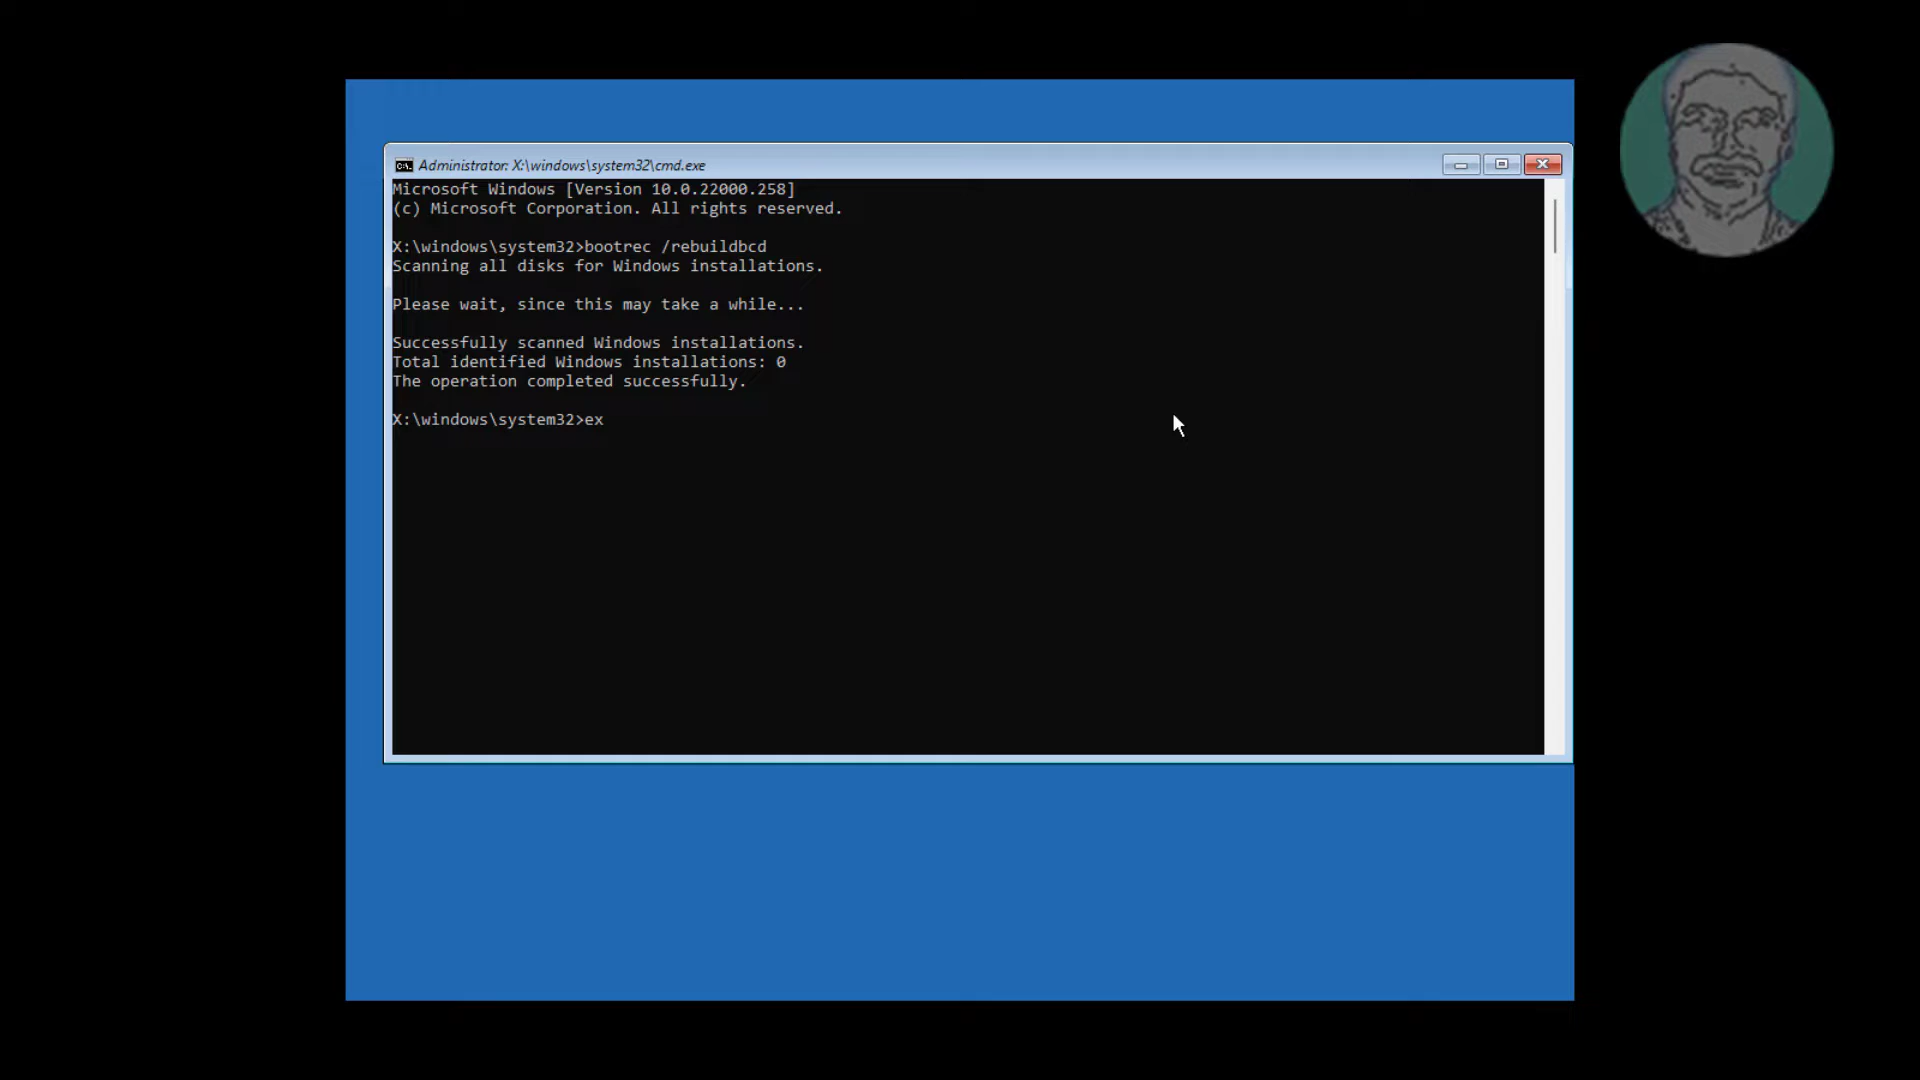 Administrator: X:\windows\system32\cmd.exe
Microsoft Windows [Version 10.0.22000.258]
(c) Microsoft Corporation. All rights reserved.
X:\windows\system32>bootrec /rebuildbcd
Scanning all disks for Windows installations.
Please wait, since this may take a while...
Successfully scanned Windows installations.
Total identified Windows installations: 0
The operation completed successfully.
X:\windows\system32>ex